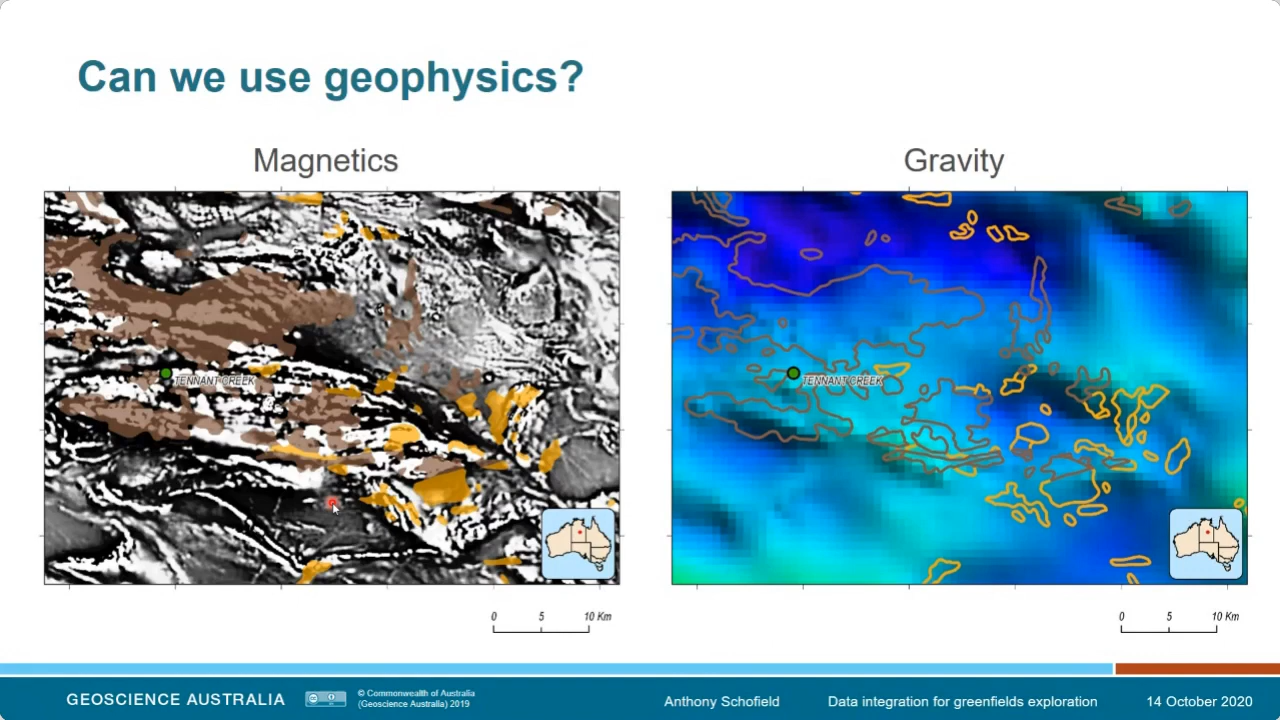 Can we use geophysics?
Magnetics
Gravity
TENNANT CREEK
TENNANT CREEK
0 5 10 Km
0 5 10 Km
GEOSCIENCE AUSTRALIA
© Commonwealth of Australia
(Geoscience Australia) 2019
Anthony Schofield
Data integration for greenfields exploration
14 October 2020